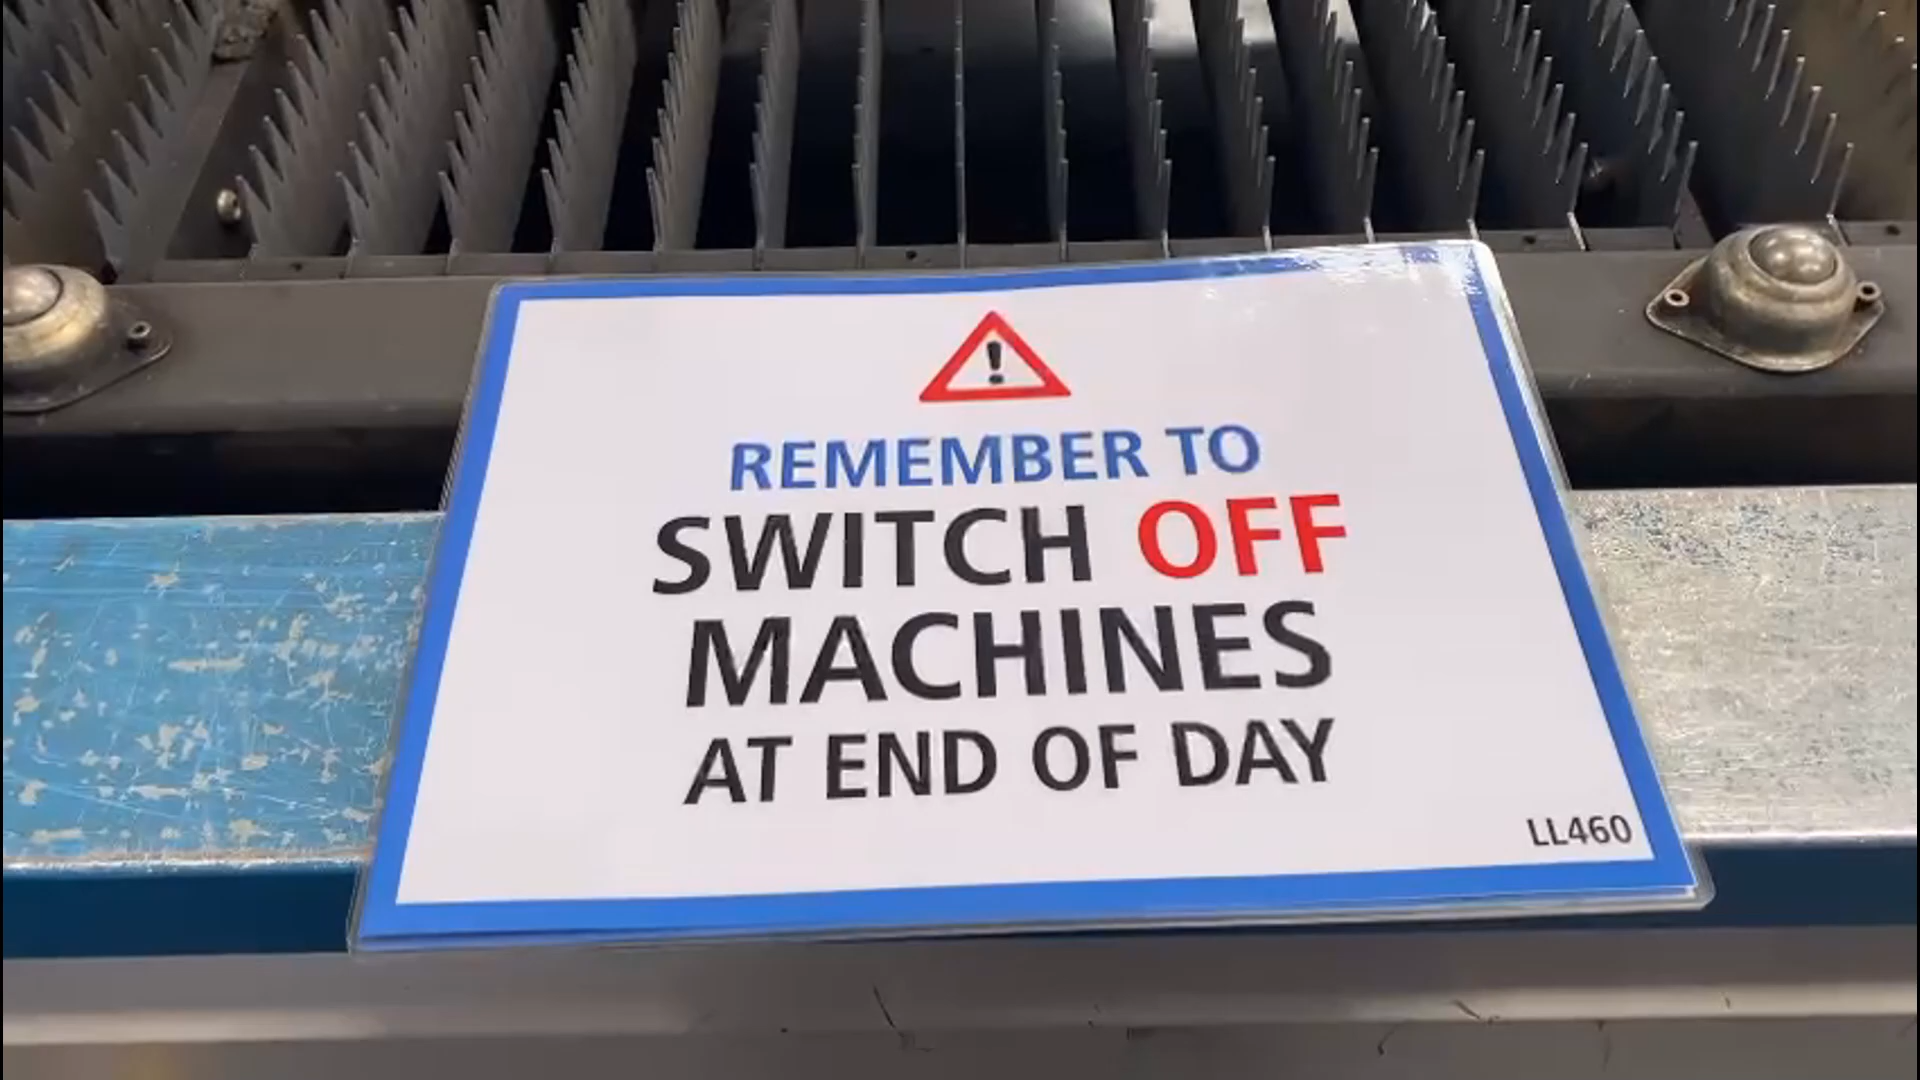 !
REMEMBER TO
SWITCH OFF
MACHINES
AT END OF DAY
LL460